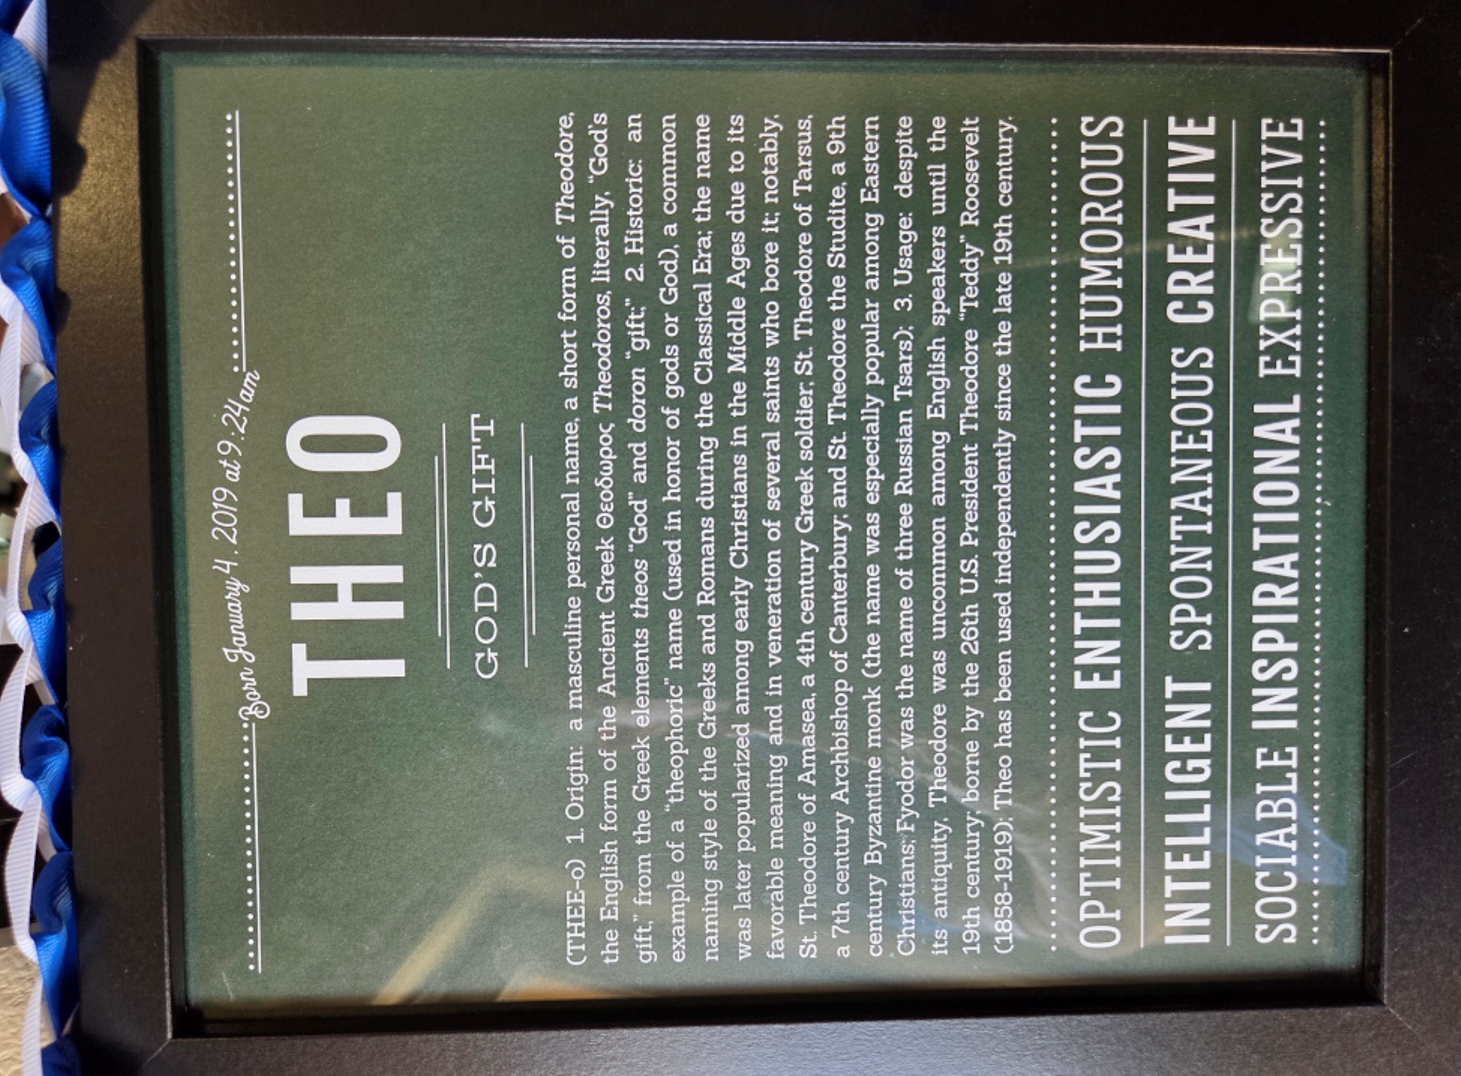 Born January 4, 2019 at 9:24am
THEO
GOD'S GIFT
(THEE-o) 1. Origin: a masculine personal name, a short form of Theodore,
the English form of the Ancient Greek Θεοδωρος Theodoros, literally, “God's
gift,” from the Greek elements theos “God” and doron “gift;” 2. Historic: an
example of a “theophoric” name (used in honor of gods or God), a common
naming style of the Greeks and Romans during the Classical Era; the name
was later popularized among early Christians in the Middle Ages due to its
favorable meaning and in veneration of several saints who bore it; notably,
St. Theodore of Amasea, a 4th century Greek soldier; St. Theodore of Tarsus,
a 7th century Archbishop of Canterbury; and St. Theodore the Studite, a 9th
century Byzantine monk (the name was especially popular among Eastern
Christians; Fyodor was the name of three Russian Tsars); 3. Usage: despite
its antiquity, Theodore was uncommon among English speakers until the
19th century; borne by the 26th U.S. President Theodore “Teddy” Roosevelt
(1858-1919); Theo has been used independently since the late 19th century.
OPTIMISTIC ENTHUSIASTIC HUMOROUS
INTELLIGENT SPONTANEOUS CREATIVE
SOCIABLE INSPIRATIONAL EXPRESSIVE